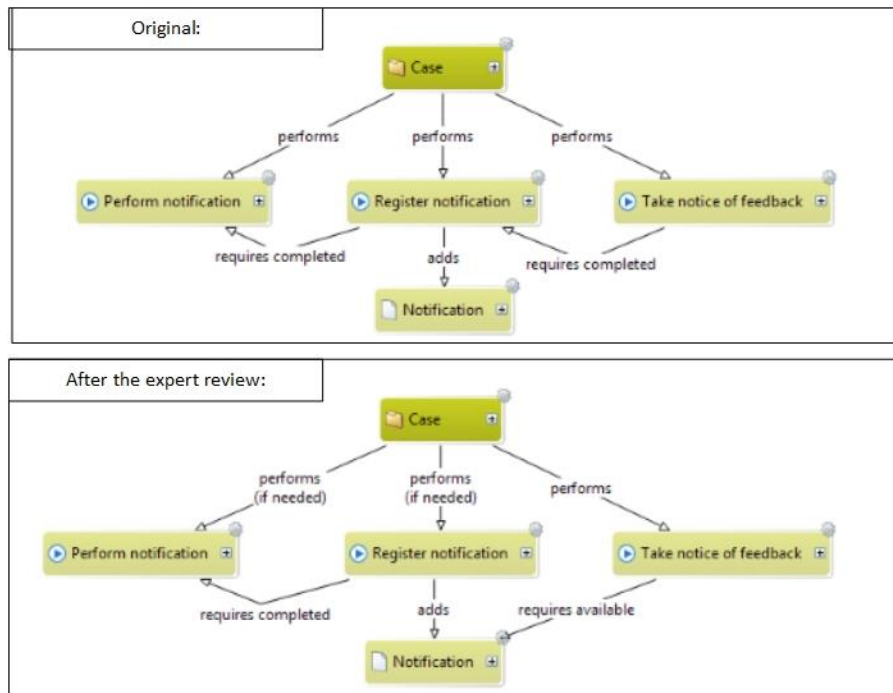 Original:
Case
performs
performs
performs
Perform notification
Register notification
Take notice of feedback
requires completed
adds
requires completed
Notification
After the expert review:
Case
performs
(if needed)
performs
(if needed)
performs
Perform notification
Register notification
Take notice of feedback
requires completed
adds
requires available
Notification